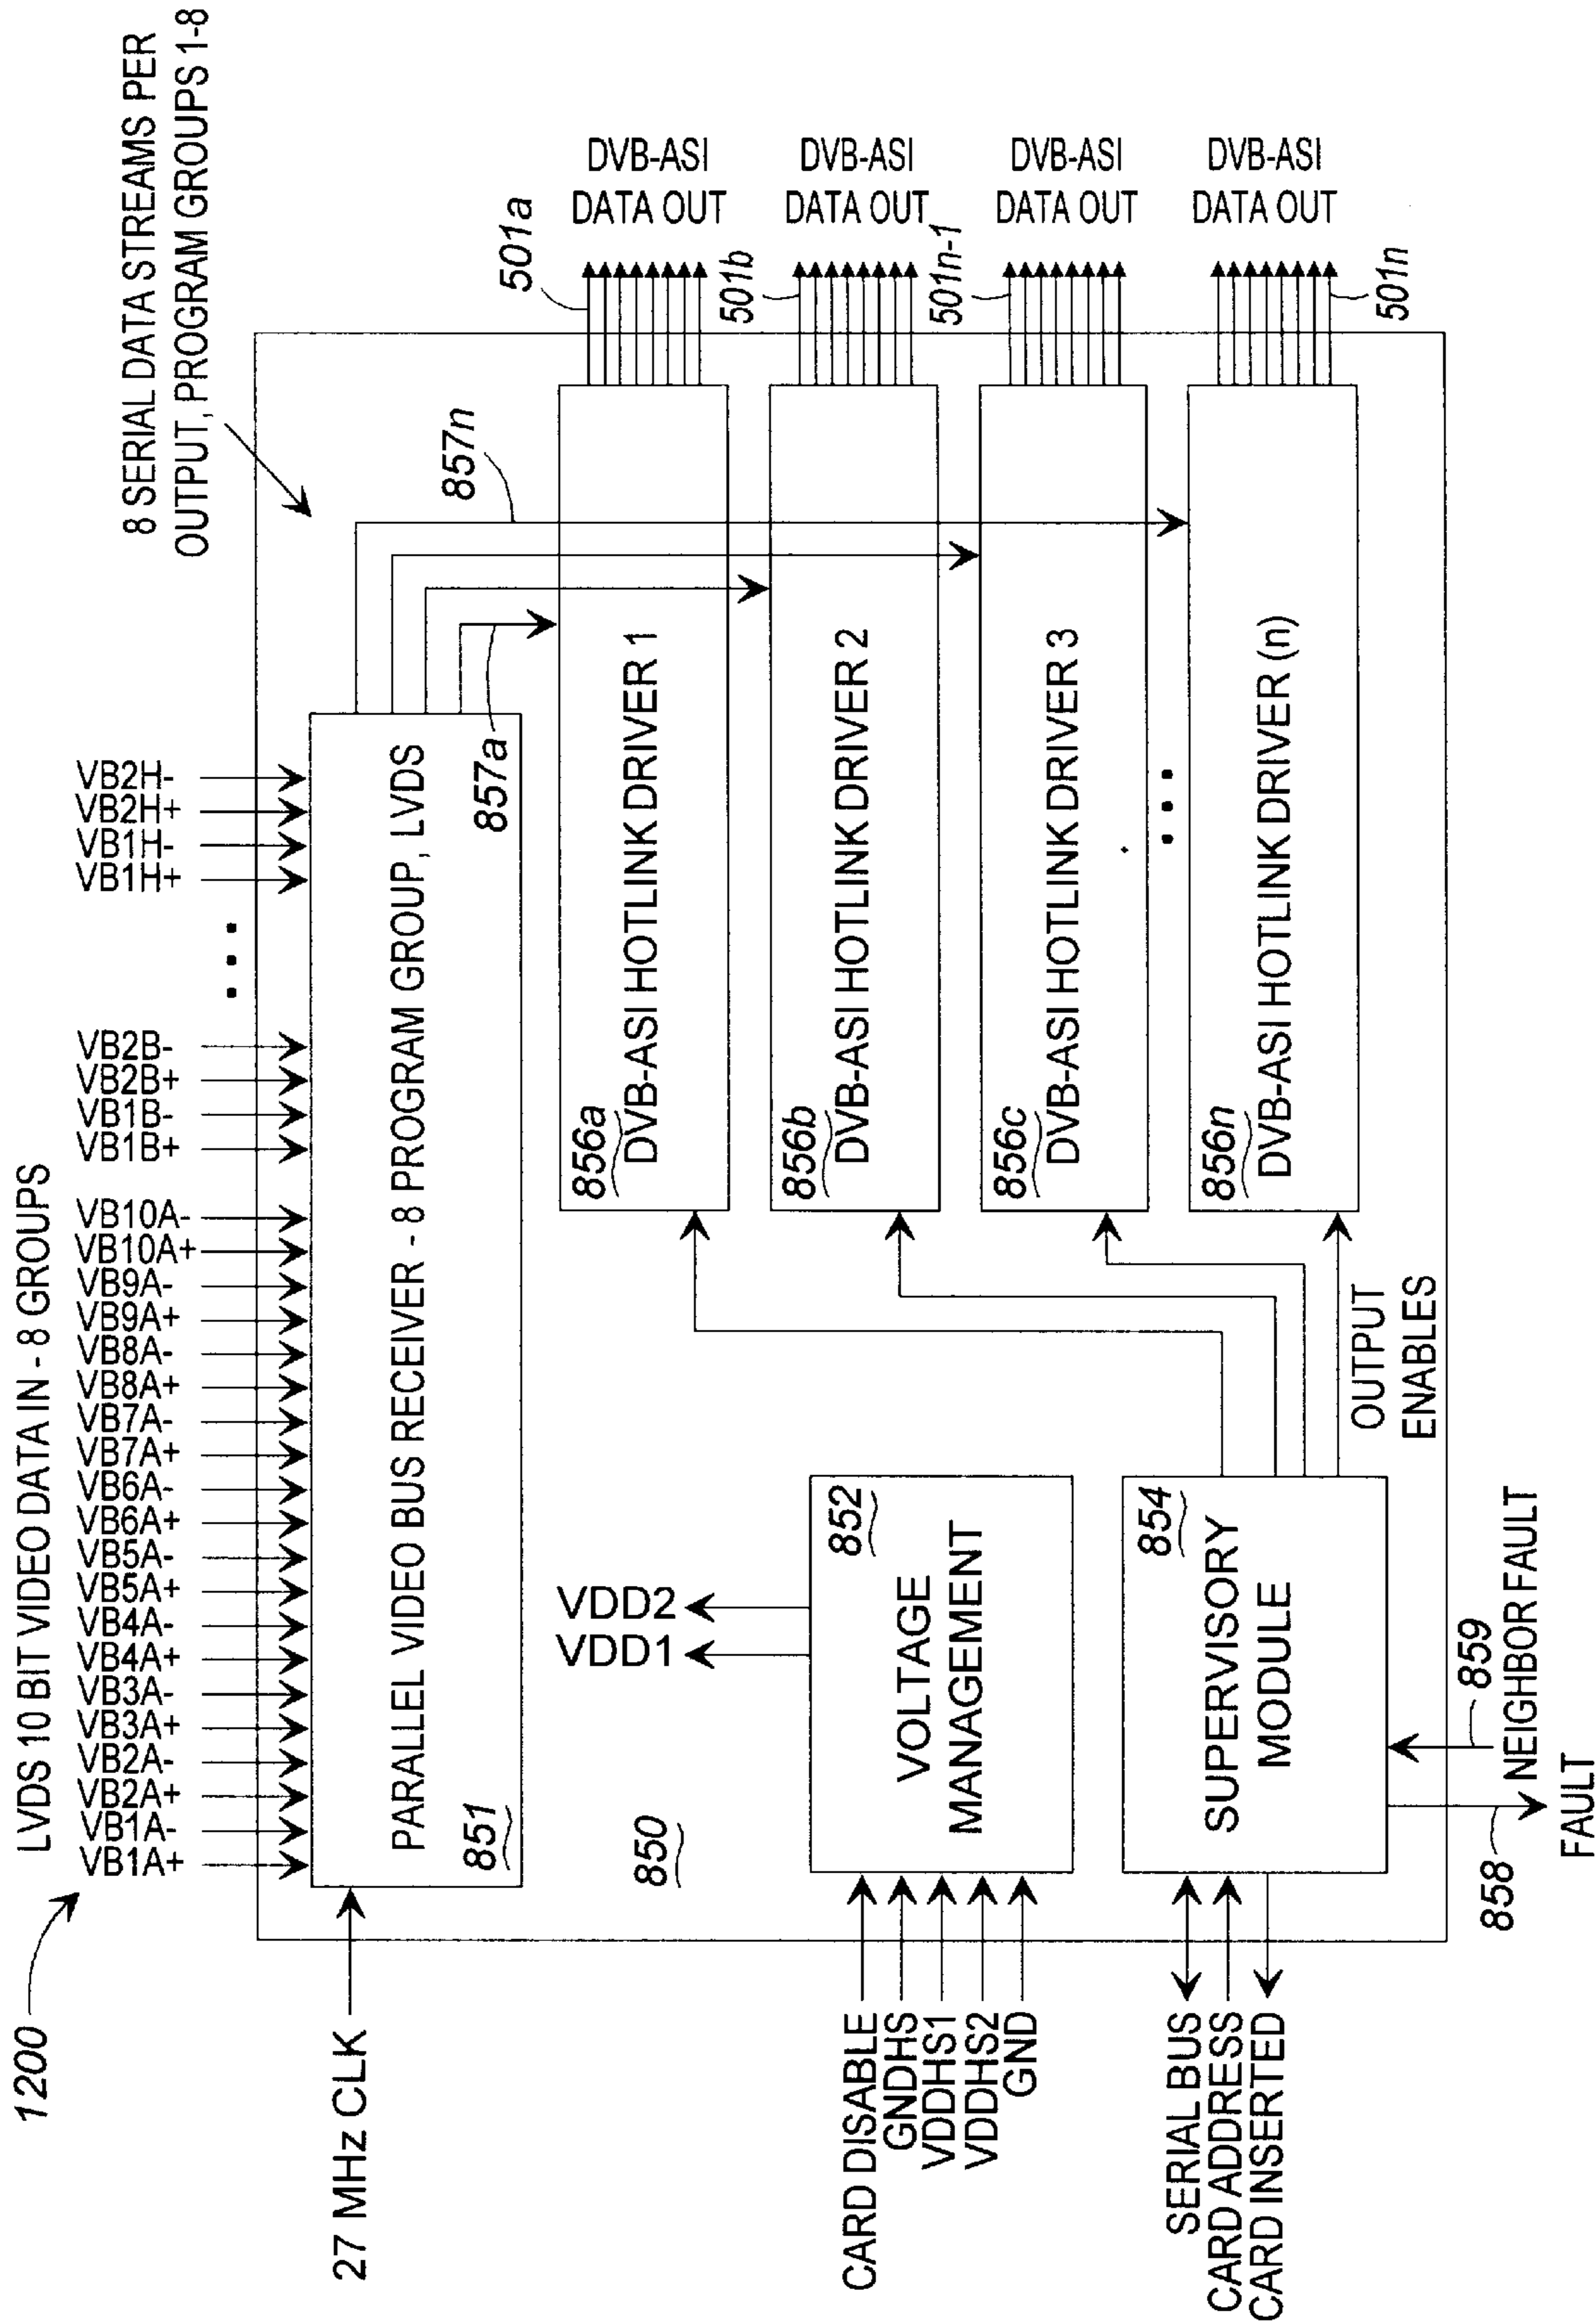 1200
LVDS 10 BIT VIDEO DATA IN - 8 GROUPS
VB1A+
VB1A-
VB2A+
VB2A-
VB3A+
VB3A-
VB4A+
VB4A-
VB5A+
VB5A-
VB6A+
VB6A-
VB7A+
VB7A-
VB8A+
VB8A-
VB9A+
VB9A-
VB10A+
VB10A-
VB1B+
VB1B-
VB2B+
VB2B-
• • •
VB1H+
VB1H-
VB2H+
VB2H-
8 SERIAL DATA STREAMS PER
OUTPUT, PROGRAM GROUPS 1-8
27 MHz CLK
PARALLEL VIDEO BUS RECEIVER - 8 PROGRAM GROUP, LVDS
851
857a
857n
850
856a
DVB-ASI HOTLINK DRIVER 1
501a
DVB-ASI
DATA OUT
856b
DVB-ASI HOTLINK DRIVER 2
501b
DVB-ASI
DATA OUT
856c
DVB-ASI HOTLINK DRIVER 3
501n-1
DVB-ASI
DATA OUT
• • •
856n
DVB-ASI HOTLINK DRIVER (n)
501n
DVB-ASI
DATA OUT
VDD1
VDD2
852
VOLTAGE
MANAGEMENT
CARD DISABLE
GNDHS
VDDHS1
VDDHS2
GND
854
SUPERVISORY
MODULE
SERIAL BUS
CARD ADDRESS
CARD INSERTED
OUTPUT
ENABLES
858
859
NEIGHBOR FAULT
FAULT